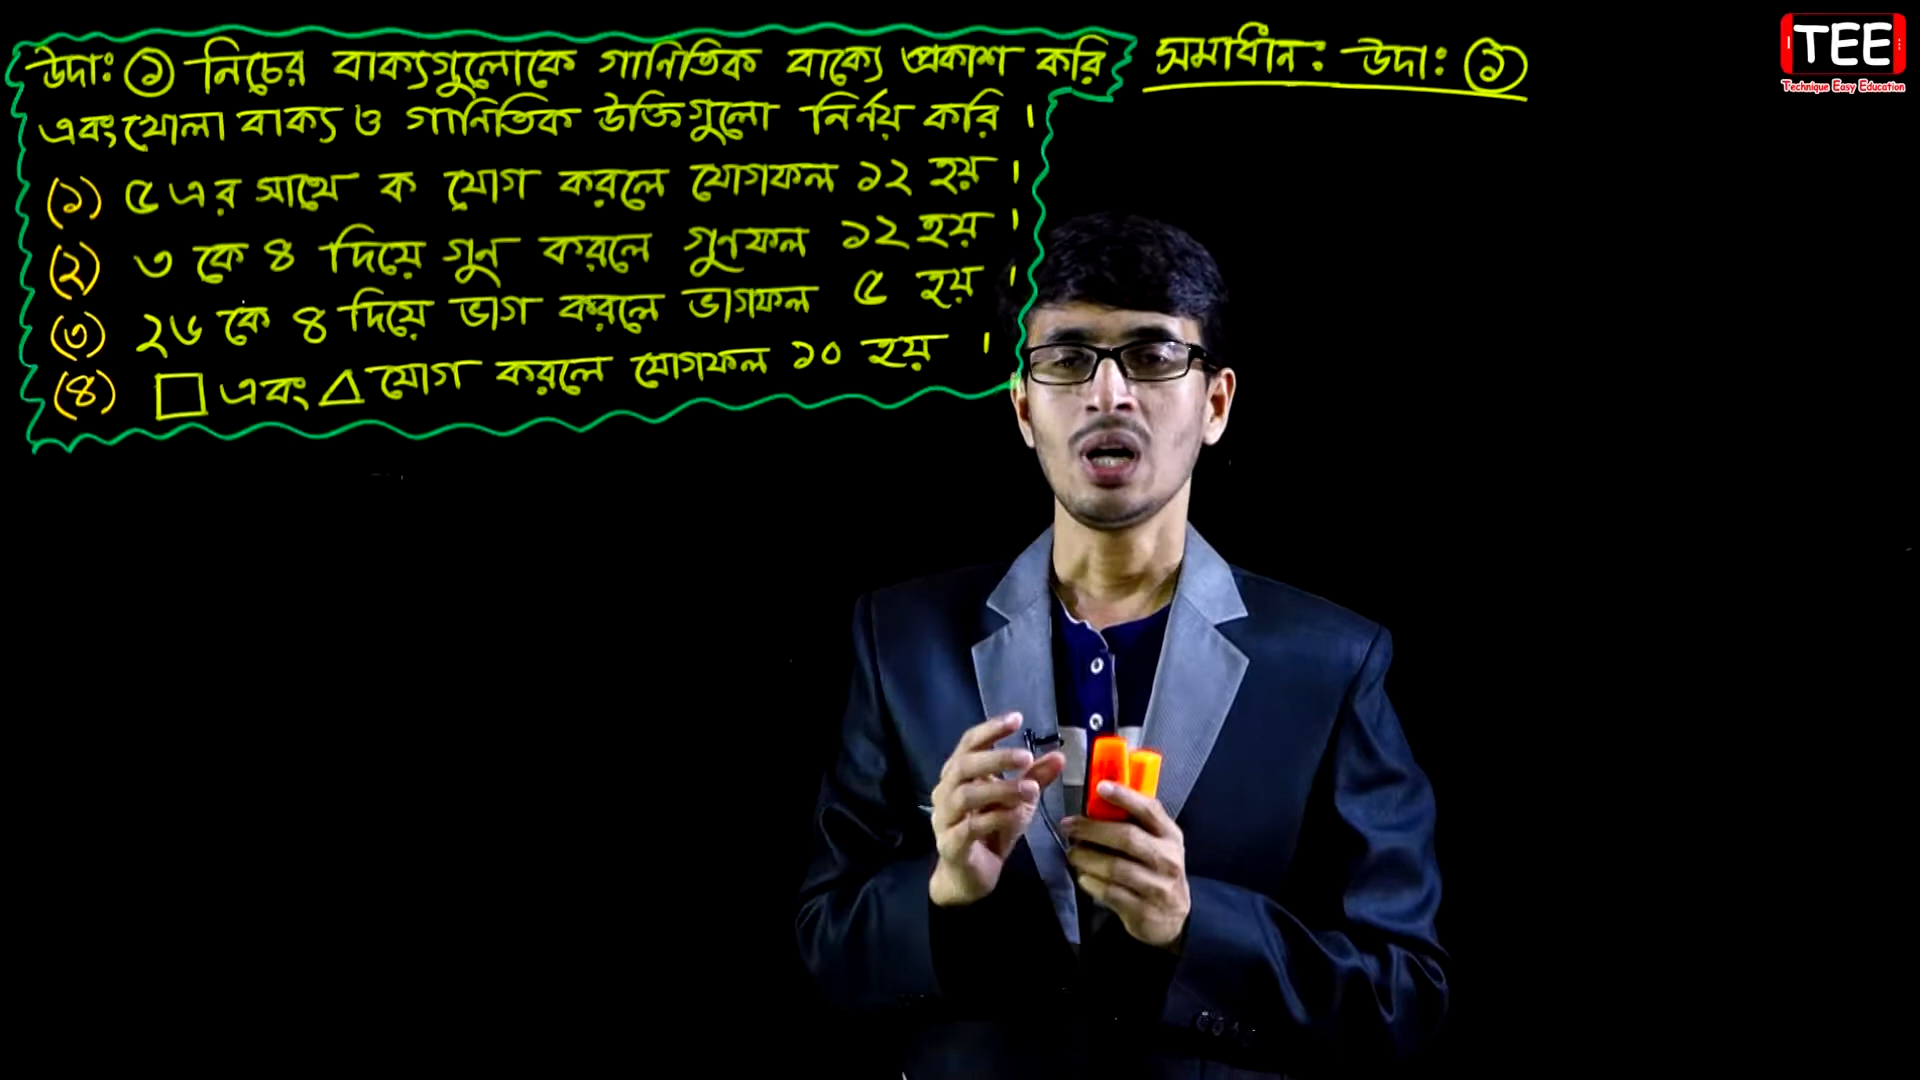 উদাঃ ১ নিচের বাক্যগুলোকে গাণিতিক বাক্যে প্রকাশ করি
এবং খোলা বাক্য ও গাণিতিক উক্তিগুলো নির্নয় করি ।
(১) ৫ এর সাথে ক যোগ করলে যোগফল ১২ হয় ।
(২) ৩ কে ৪ দিয়ে গুন করলে গুণফল ১২ হয় ।
(৩) ২৬ কে ৪ দিয়ে ভাগ করলে ভাগফল ৫ হয় ।
(৪) □ এবং △ যোগ করলে যোগফল ১০ হয় ।
সমাধান: উদা: ১
TEE
Technique Easy Education